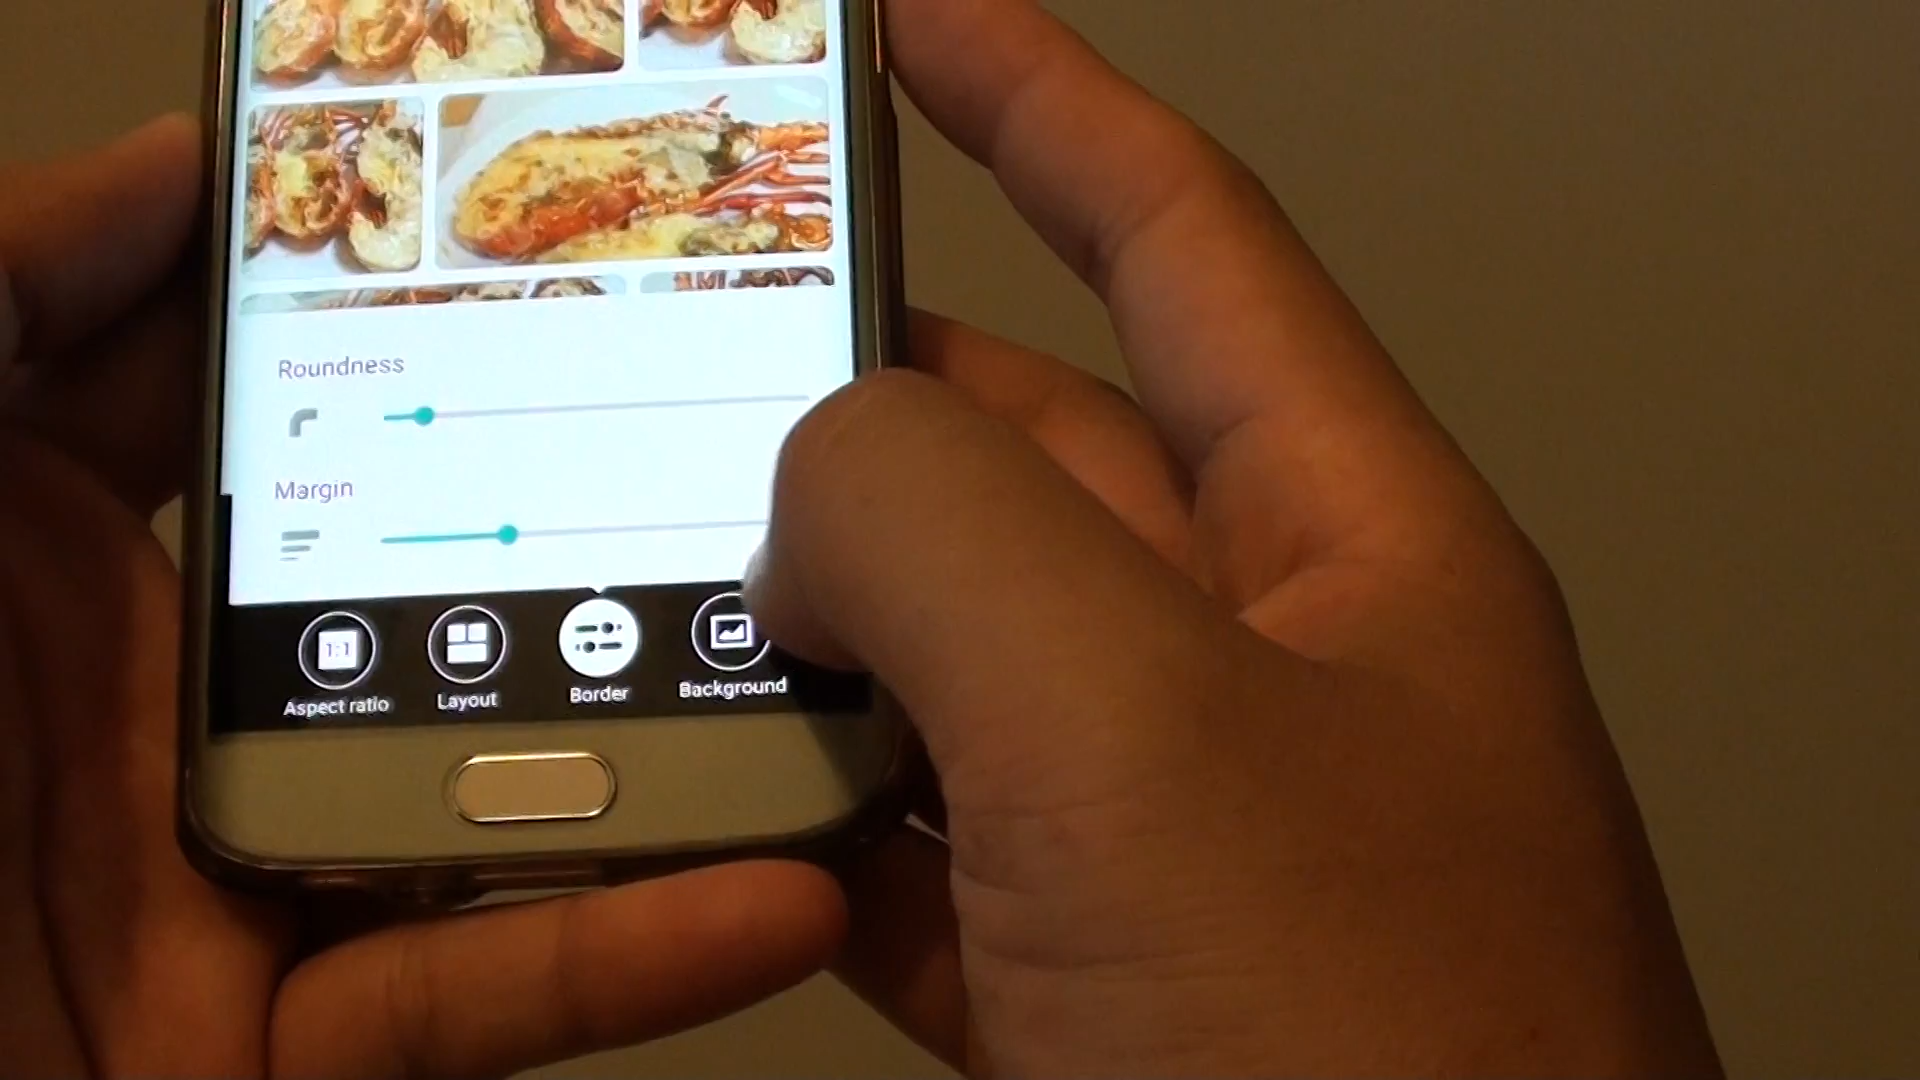 Roundness
Margin
1:1
Aspect ratio
Layout
Border
Background